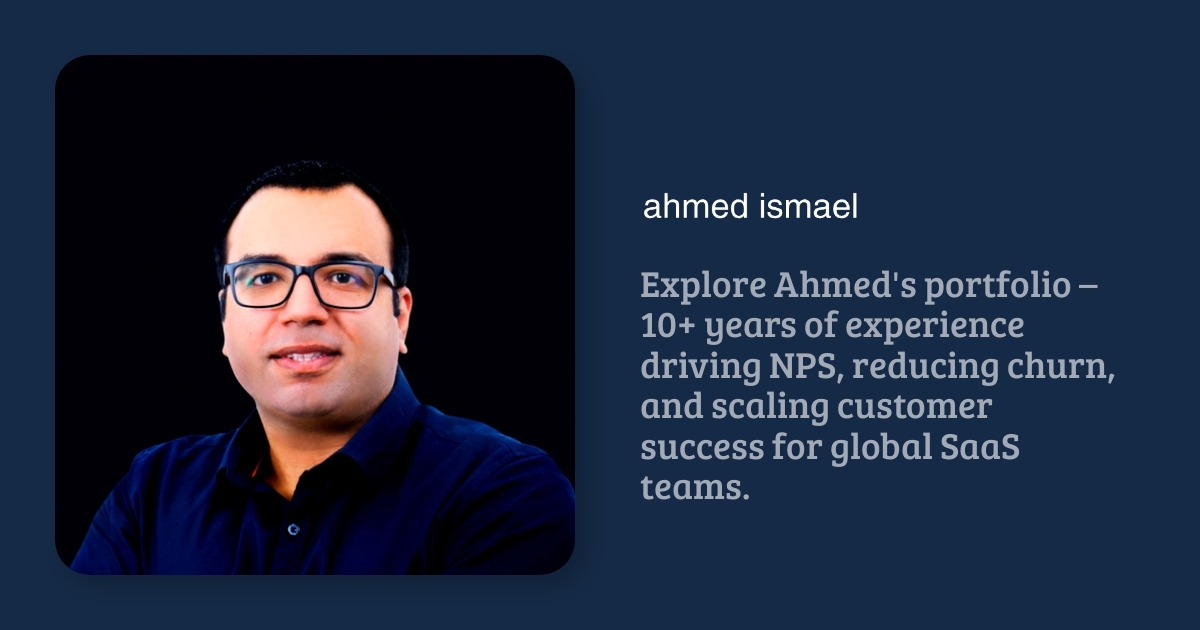 ahmed ismael
Explore Ahmed's portfolio –
10+ years of experience
driving NPS, reducing churn,
and scaling customer
success for global SaaS
teams.